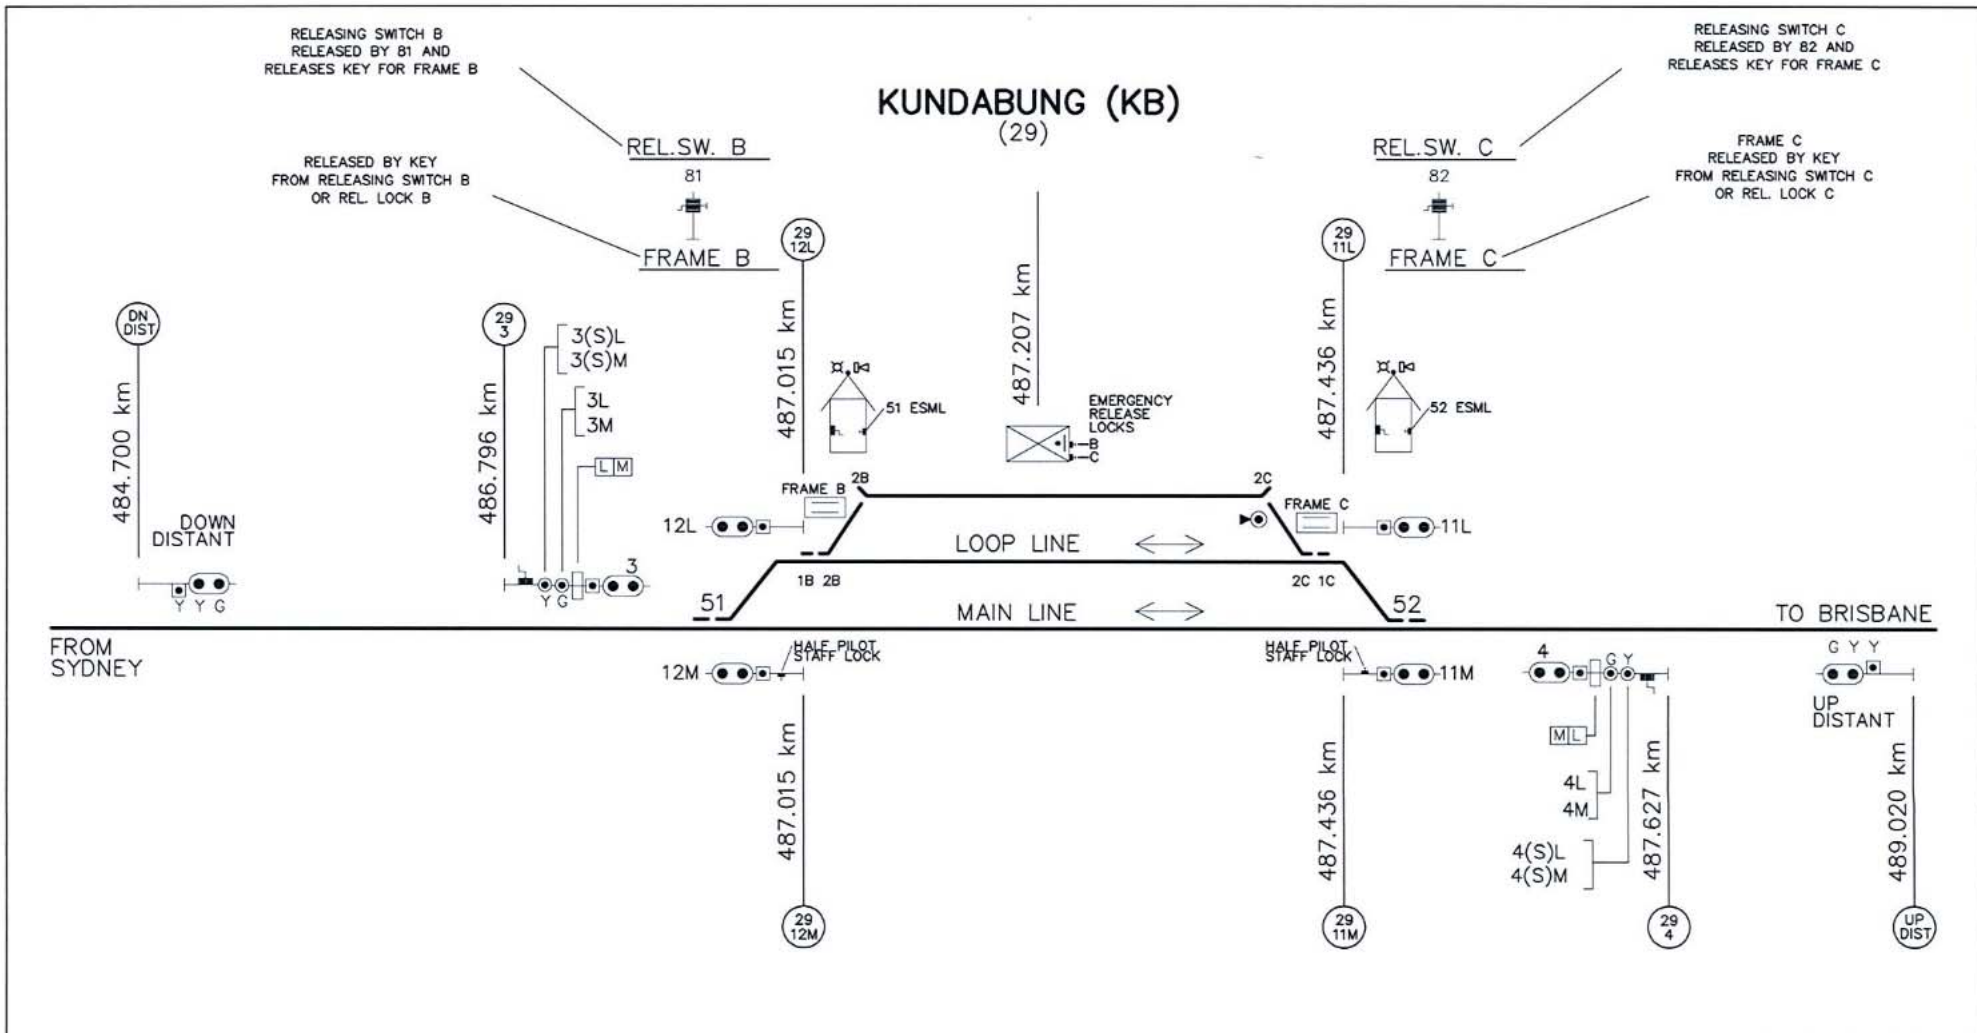 RELEASING SWITCH B
RELEASED BY 81 AND
RELEASES KEY FOR FRAME B
RELEASING SWITCH C
RELEASED BY 82 AND
RELEASES KEY FOR FRAME C
KUNDABUNG (KB)
(29)
REL.SW. B
81
REL.SW. C
82
RELEASED BY KEY
FROM RELEASING SWITCH B
OR REL. LOCK B
FRAME C
RELEASED BY KEY
FROM RELEASING SWITCH C
OR REL. LOCK C
FRAME B
FRAME C
29
12L
29
11L
DN
DIST
29
3
3(S)L
3(S)M
3L
3M
L M
484.700 km
486.796 km
487.015 km
487.207 km
487.436 km
51 ESML
52 ESML
EMERGENCY
RELEASE
LOCKS
B
C
2B
2C
FRAME B
FRAME C
12L
11L
DOWN
DISTANT
LOOP LINE
Y Y G
Y G
3
1B 2B
2C 1C
51
52
MAIN LINE
TO BRISBANE
FROM
SYDNEY
HALF PILOT
STAFF LOCK
HALF PILOT
STAFF LOCK
12M
11M
4
G Y
G Y Y
UP
DISTANT
M L
4L
4M
4(S)L
4(S)M
487.015 km
487.436 km
487.627 km
489.020 km
29
12M
29
11M
29
4
UP
DIST